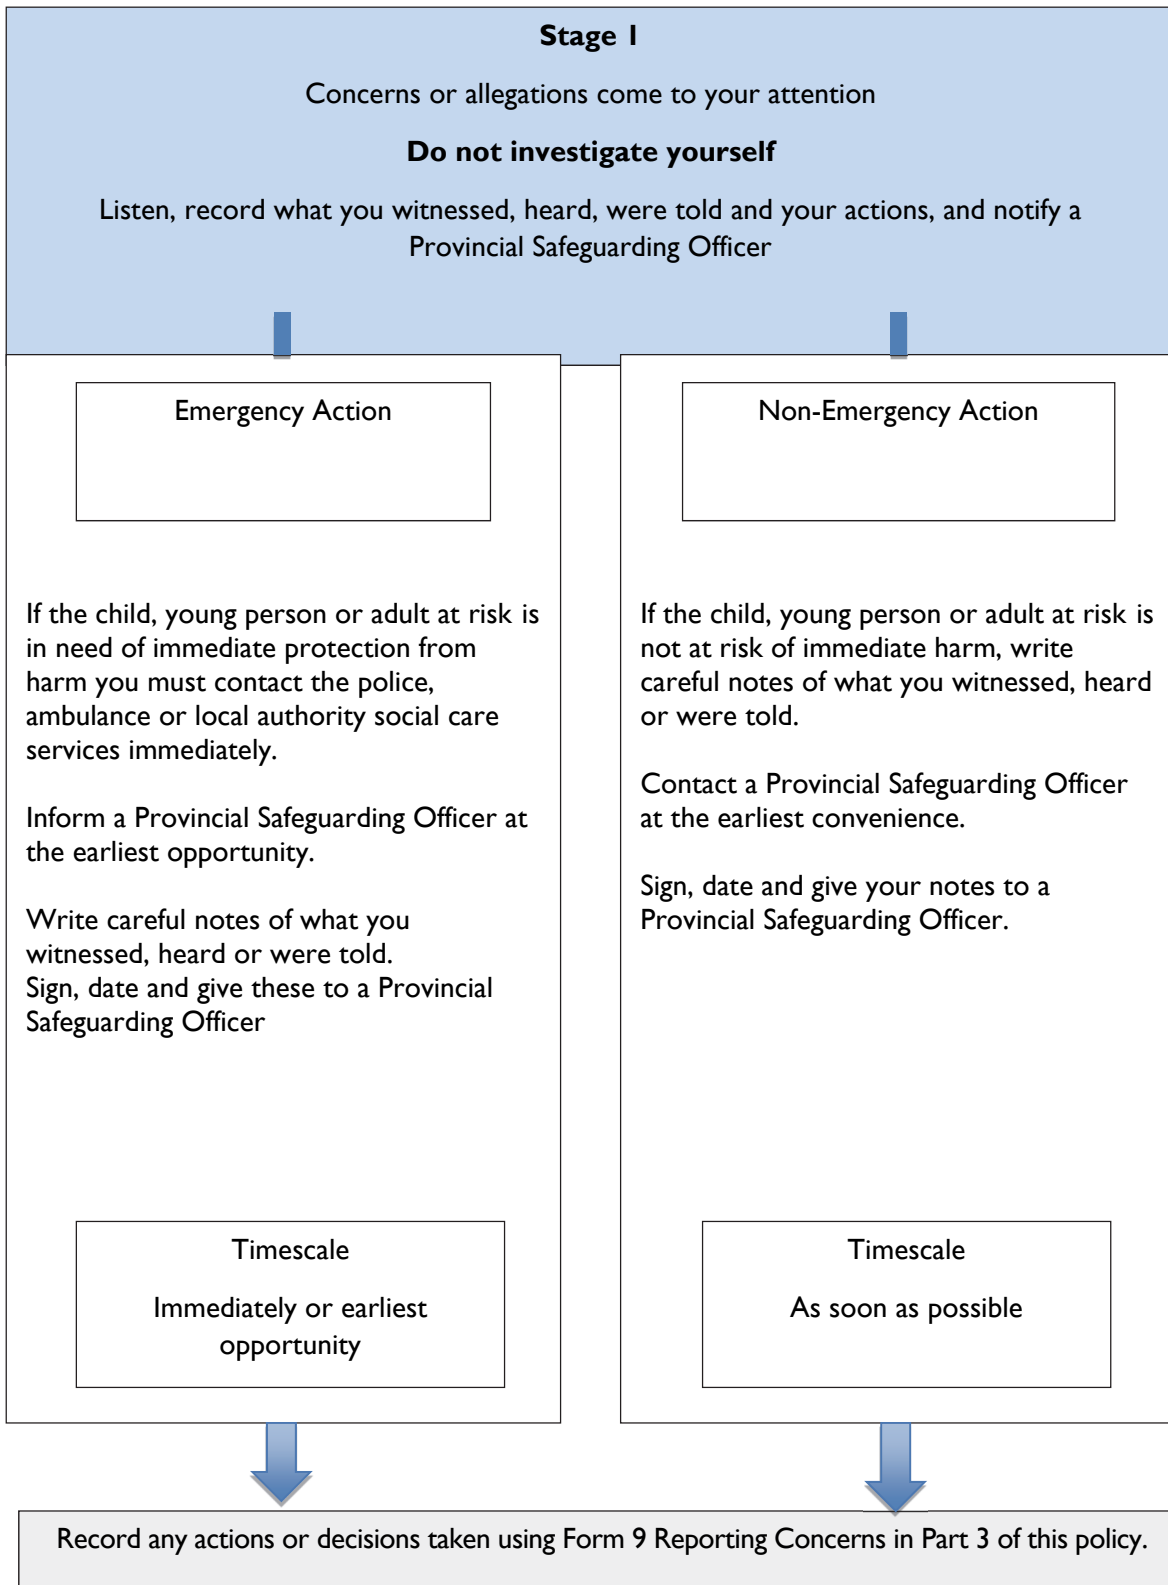 Stage 1
Concerns or allegations come to your attention
Do not investigate yourself
Listen, record what you witnessed, heard, were told and your actions, and notify a
Provincial Safeguarding Officer
Emergency Action
If the child, young person or adult at risk is
in need of immediate protection from
harm you must contact the police,
ambulance or local authority social care
services immediately.
Inform a Provincial Safeguarding Officer at
the earliest opportunity.
Write careful notes of what you
witnessed, heard or were told.
Sign, date and give these to a Provincial
Safeguarding Officer
Timescale
Immediately or earliest
opportunity
Non-Emergency Action
If the child, young person or adult at risk is
not at risk of immediate harm, write
careful notes of what you witnessed, heard
or were told.
Contact a Provincial Safeguarding Officer
at the earliest convenience.
Sign, date and give your notes to a
Provincial Safeguarding Officer.
Timescale
As soon as possible
Record any actions or decisions taken using Form 9 Reporting Concerns in Part 3 of this policy.